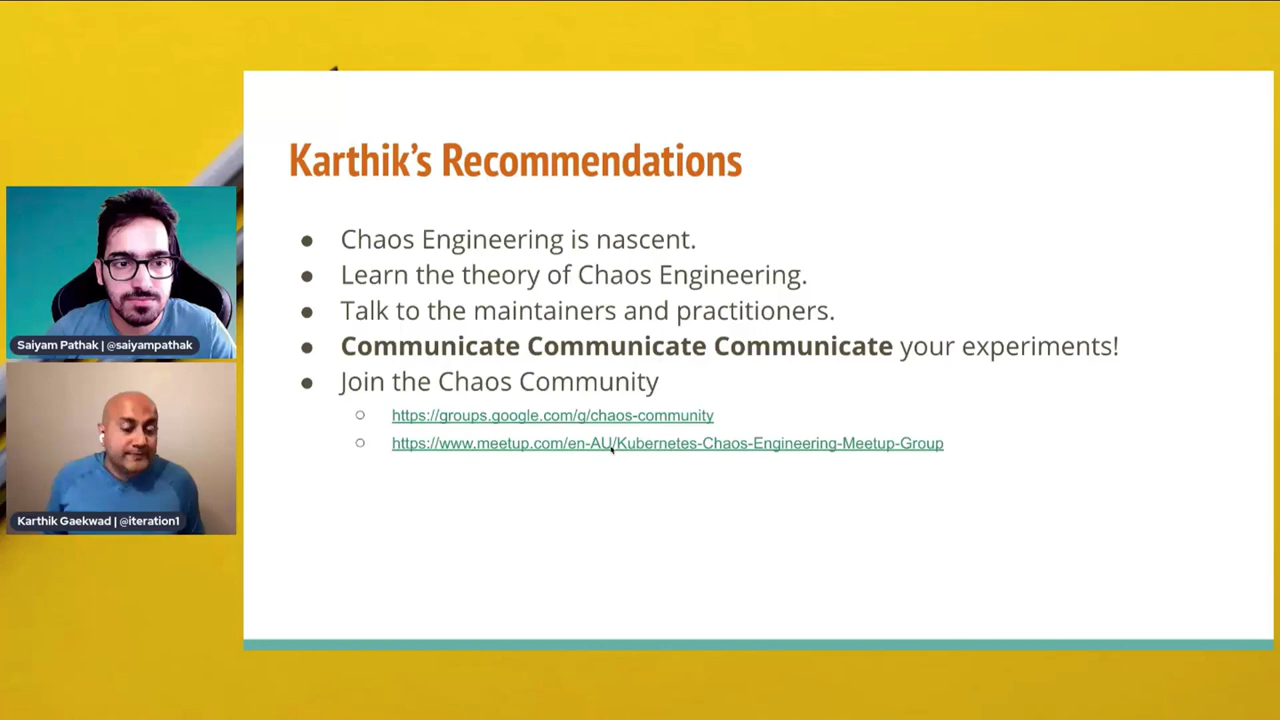 Karthik's Recommendations
● Chaos Engineering is nascent.
● Learn the theory of Chaos Engineering.
● Talk to the maintainers and practitioners.
● Communicate Communicate Communicate your experiments!
● Join the Chaos Community
○ https://groups.google.com/g/chaos-community
○ https://www.meetup.com/en-AU/Kubernetes-Chaos-Engineering-Meetup-Group
Saiyam Pathak | @saiyampathak
Karthik Gaekwad | @iteration1